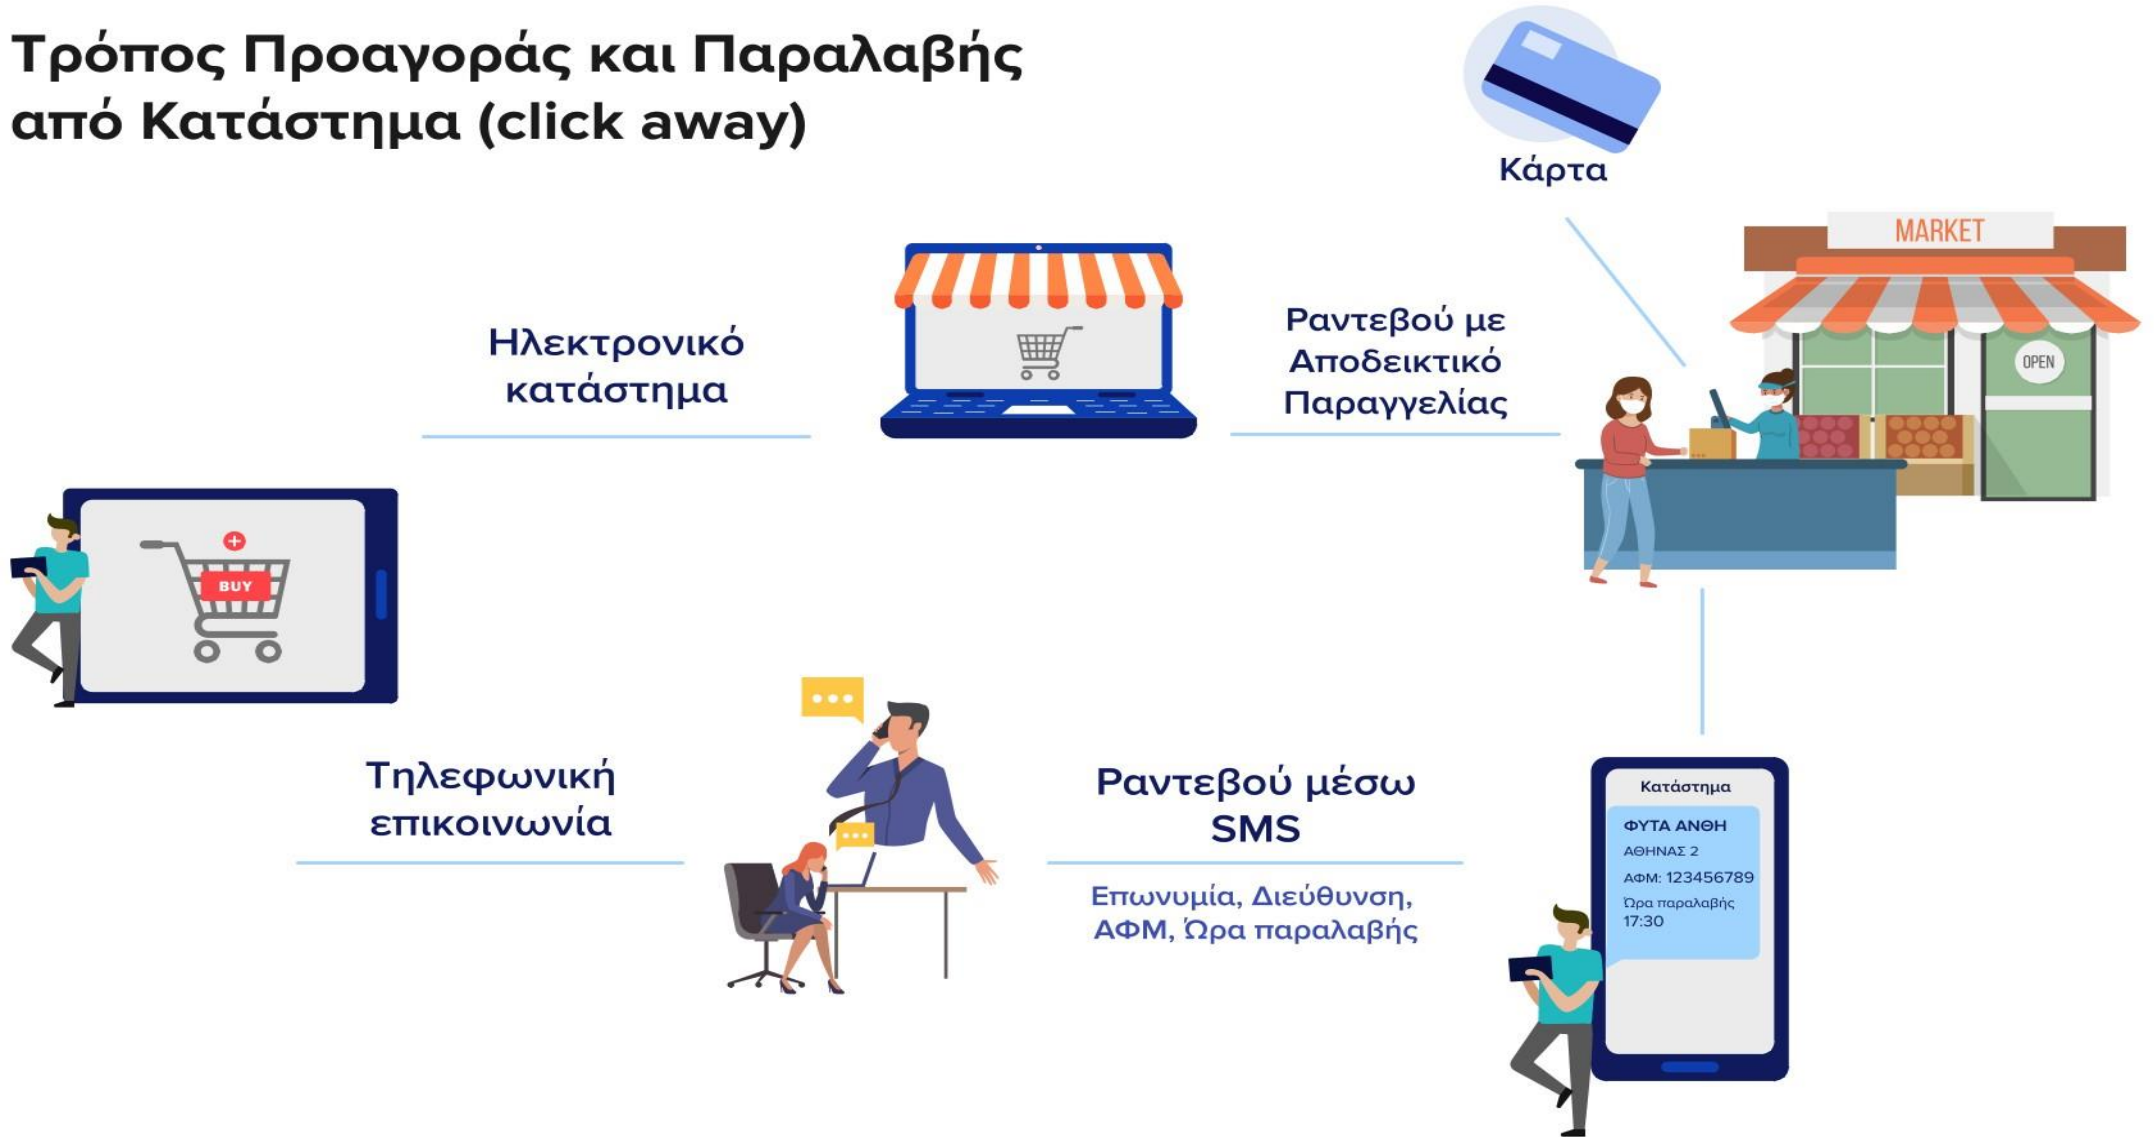 Τρόπος Προαγοράς και Παραλαβής
από Κατάστημα (click away)
Κάρτα
MARKET
OPEN
Ηλεκτρονικό
κατάστημα
Ραντεβού με
Αποδεικτικό
Παραγγελίας
BUY
Τηλεφωνική
επικοινωνία
Ραντεβού μέσω
SMS
Επωνυμία, Διεύθυνση,
ΑΦΜ, Ώρα παραλαβής
Κατάστημα
ΦΥΤΑ ΑΝΘΗ
ΑΘΗΝΑΣ 2
ΑΦΜ: 123456789
Ώρα παραλαβής
17:30